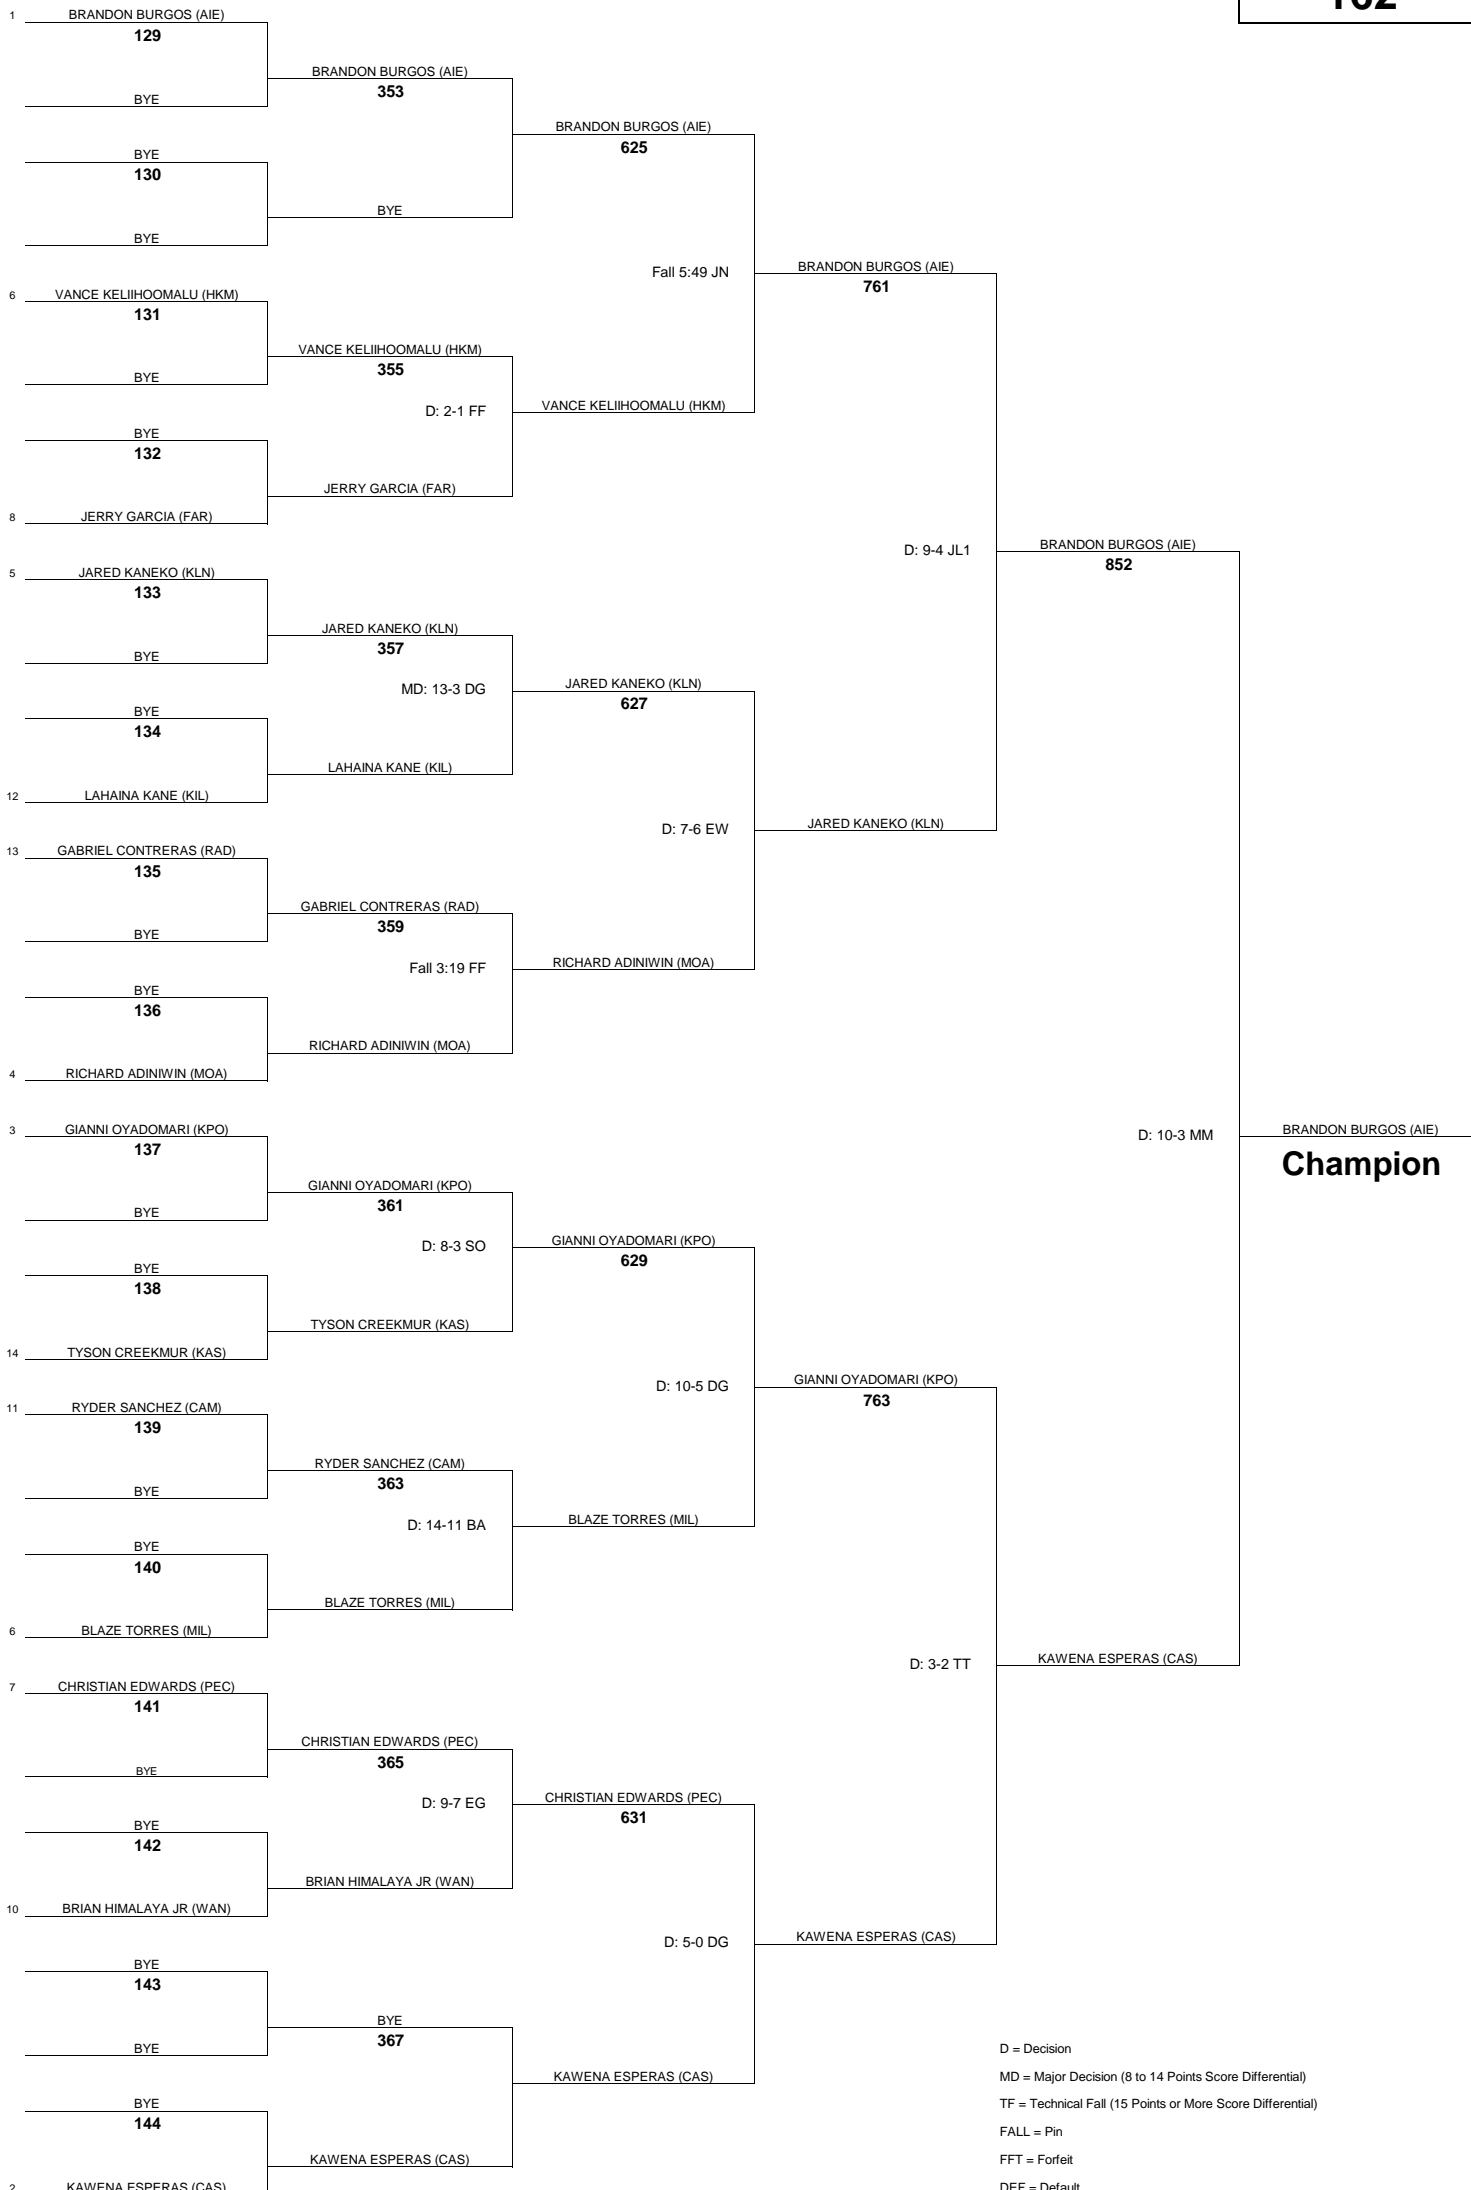 1 BRANDON BURGOS (AIE)
129
BYE
BRANDON BURGOS (AIE)
353
BRANDON BURGOS (AIE)
625
BYE
130
BYE
BYE
Fall 5:49 JN
BRANDON BURGOS (AIE)
761
6 VANCE KELIIHOOMALU (HKM)
131
BYE
VANCE KELIIHOOMALU (HKM)
355
D: 2-1 FF
VANCE KELIIHOOMALU (HKM)
BYE
132
JERRY GARCIA (FAR)
8 JERRY GARCIA (FAR)
D: 9-4 JL1
BRANDON BURGOS (AIE)
852
5 JARED KANEKO (KLN)
133
BYE
JARED KANEKO (KLN)
357
MD: 13-3 DG
JARED KANEKO (KLN)
627
BYE
134
LAHAINA KANE (KIL)
12 LAHAINA KANE (KIL)
D: 7-6 EW
JARED KANEKO (KLN)
13 GABRIEL CONTRERAS (RAD)
135
BYE
GABRIEL CONTRERAS (RAD)
359
Fall 3:19 FF
RICHARD ADINIWIN (MOA)
BYE
136
RICHARD ADINIWIN (MOA)
4 RICHARD ADINIWIN (MOA)
D: 10-3 MM
BRANDON BURGOS (AIE)
Champion
3 GIANNI OYADOMARI (KPO)
137
BYE
GIANNI OYADOMARI (KPO)
361
D: 8-3 SO
GIANNI OYADOMARI (KPO)
629
BYE
138
TYSON CREEKMUR (KAS)
14 TYSON CREEKMUR (KAS)
D: 10-5 DG
GIANNI OYADOMARI (KPO)
763
11 RYDER SANCHEZ (CAM)
139
BYE
RYDER SANCHEZ (CAM)
363
D: 14-11 BA
BLAZE TORRES (MIL)
BYE
140
BLAZE TORRES (MIL)
6 BLAZE TORRES (MIL)
D: 3-2 TT
KAWENA ESPERAS (CAS)
7 CHRISTIAN EDWARDS (PEC)
141
BYE
CHRISTIAN EDWARDS (PEC)
365
D: 9-7 EG
CHRISTIAN EDWARDS (PEC)
631
BYE
142
BRIAN HIMALAYA JR (WAN)
10 BRIAN HIMALAYA JR (WAN)
D: 5-0 DG
KAWENA ESPERAS (CAS)
BYE
143
BYE
BYE
367
KAWENA ESPERAS (CAS)
BYE
144
KAWENA ESPERAS (CAS)
2 KAWENA ESPERAS (CAS)
D = Decision
MD = Major Decision (8 to 14 Points Score Differential)
TF = Technical Fall (15 Points or More Score Differential)
FALL = Pin
FFT = Forfeit
DEF = Default